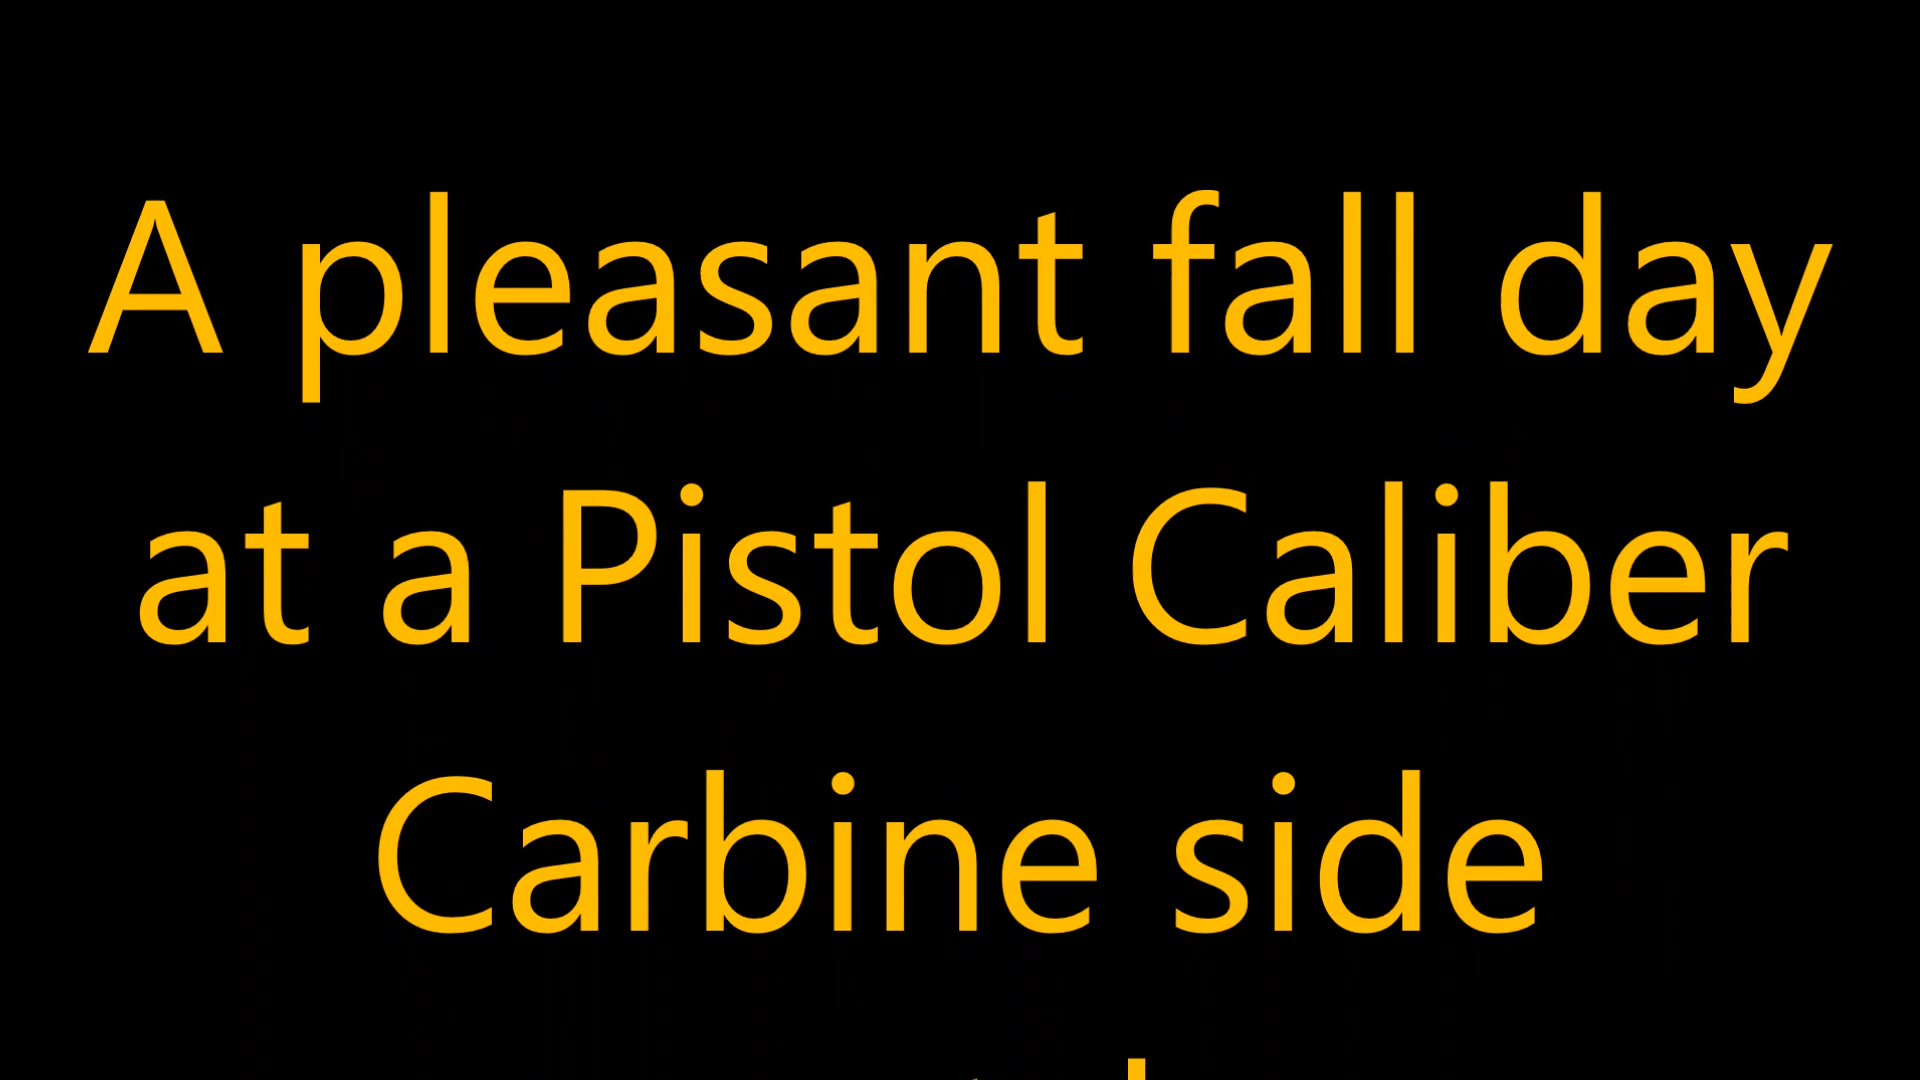 A pleasant fall day
at a Pistol Caliber
Carbine side